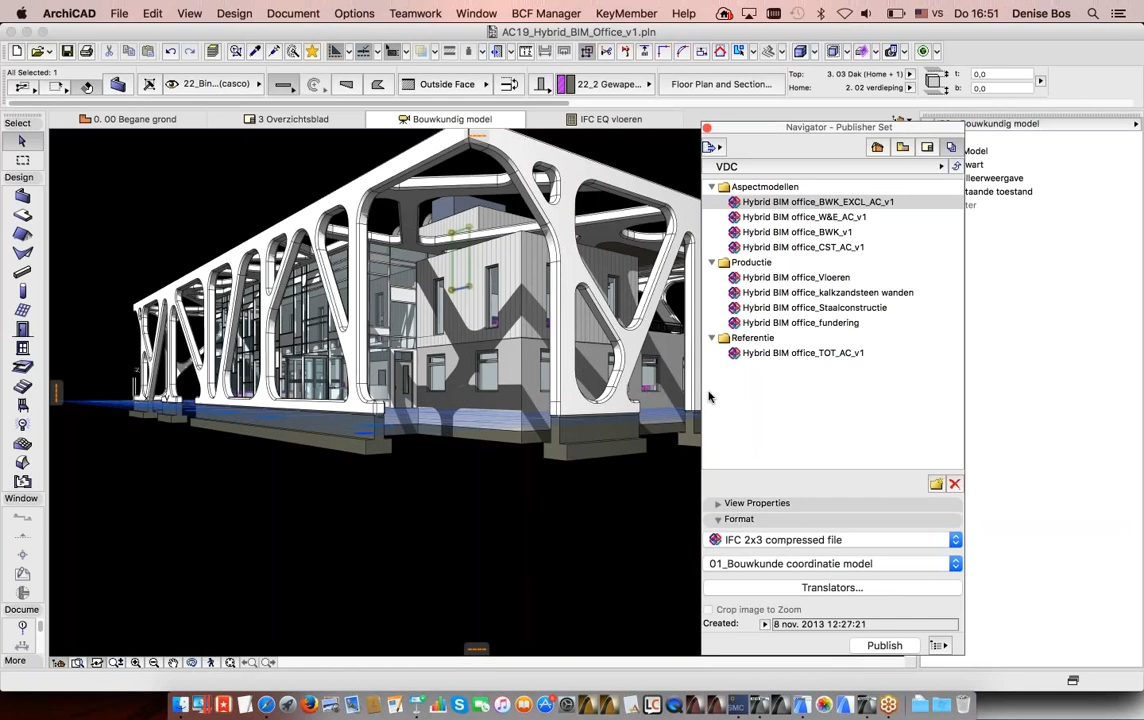 ArchiCAD File Edit View Design Document Options Teamwork Window BCF Manager KeyMember Help VS Do 16:51 Denise Bos
AC19_Hybrid_BIM_Office_v1.pln
All Selected: 1
22_Bin...(casco) Outside Face 22_2 Gewape... Floor Plan and Section...
Top: 3. 03 Dak (Home + 1) t: 0,0
Home: 2. 02 verdieping b: 0,0
0. 00 Begane grond 3 Overzichtsblad Bouwkundig model IFC EQ vloeren
Select
Design
Window
Docume
More
Navigator - Publisher Set
VDC
Aspectmodellen
Hybrid BIM office_BWK_EXCL_AC_v1
Hybrid BIM office_W&E_AC_v1
Hybrid BIM office_BWK_v1
Hybrid BIM office_CST_AC_v1
Productie
Hybrid BIM office_Vloeren
Hybrid BIM office_kalkzandsteen wanden
Hybrid BIM office_Staalconstructie
Hybrid BIM office_fundering
Referentie
Hybrid BIM office_TOT_AC_v1
View Properties
Format
IFC 2x3 compressed file
01_Bouwkunde coordinatie model
Translators...
Crop image to Zoom
Created: 8 nov. 2013 12:27:21
Publish
Bouwkundig model
Model
wart
lleerweergave
taande toestand
ter